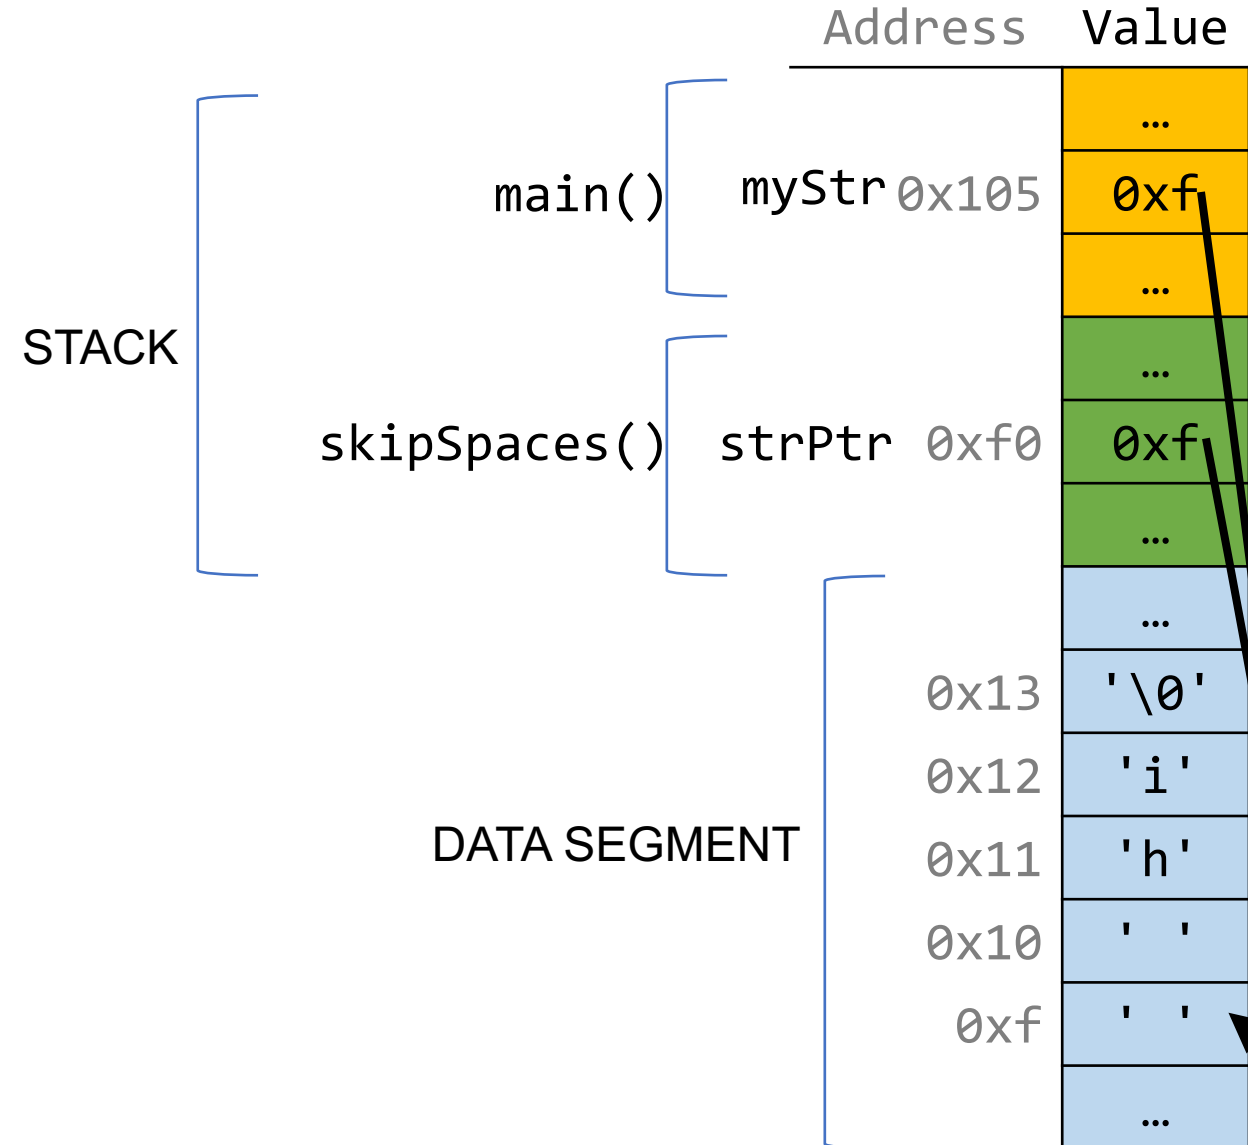 Address Value
…
main() myStr 0x105 0xf
…
STACK
…
skipSpaces() strPtr 0xf0 0xf
…
…
0x13 '\0'
0x12 'i'
DATA SEGMENT
0x11 'h'
0x10 ' '
0xf ' '
…